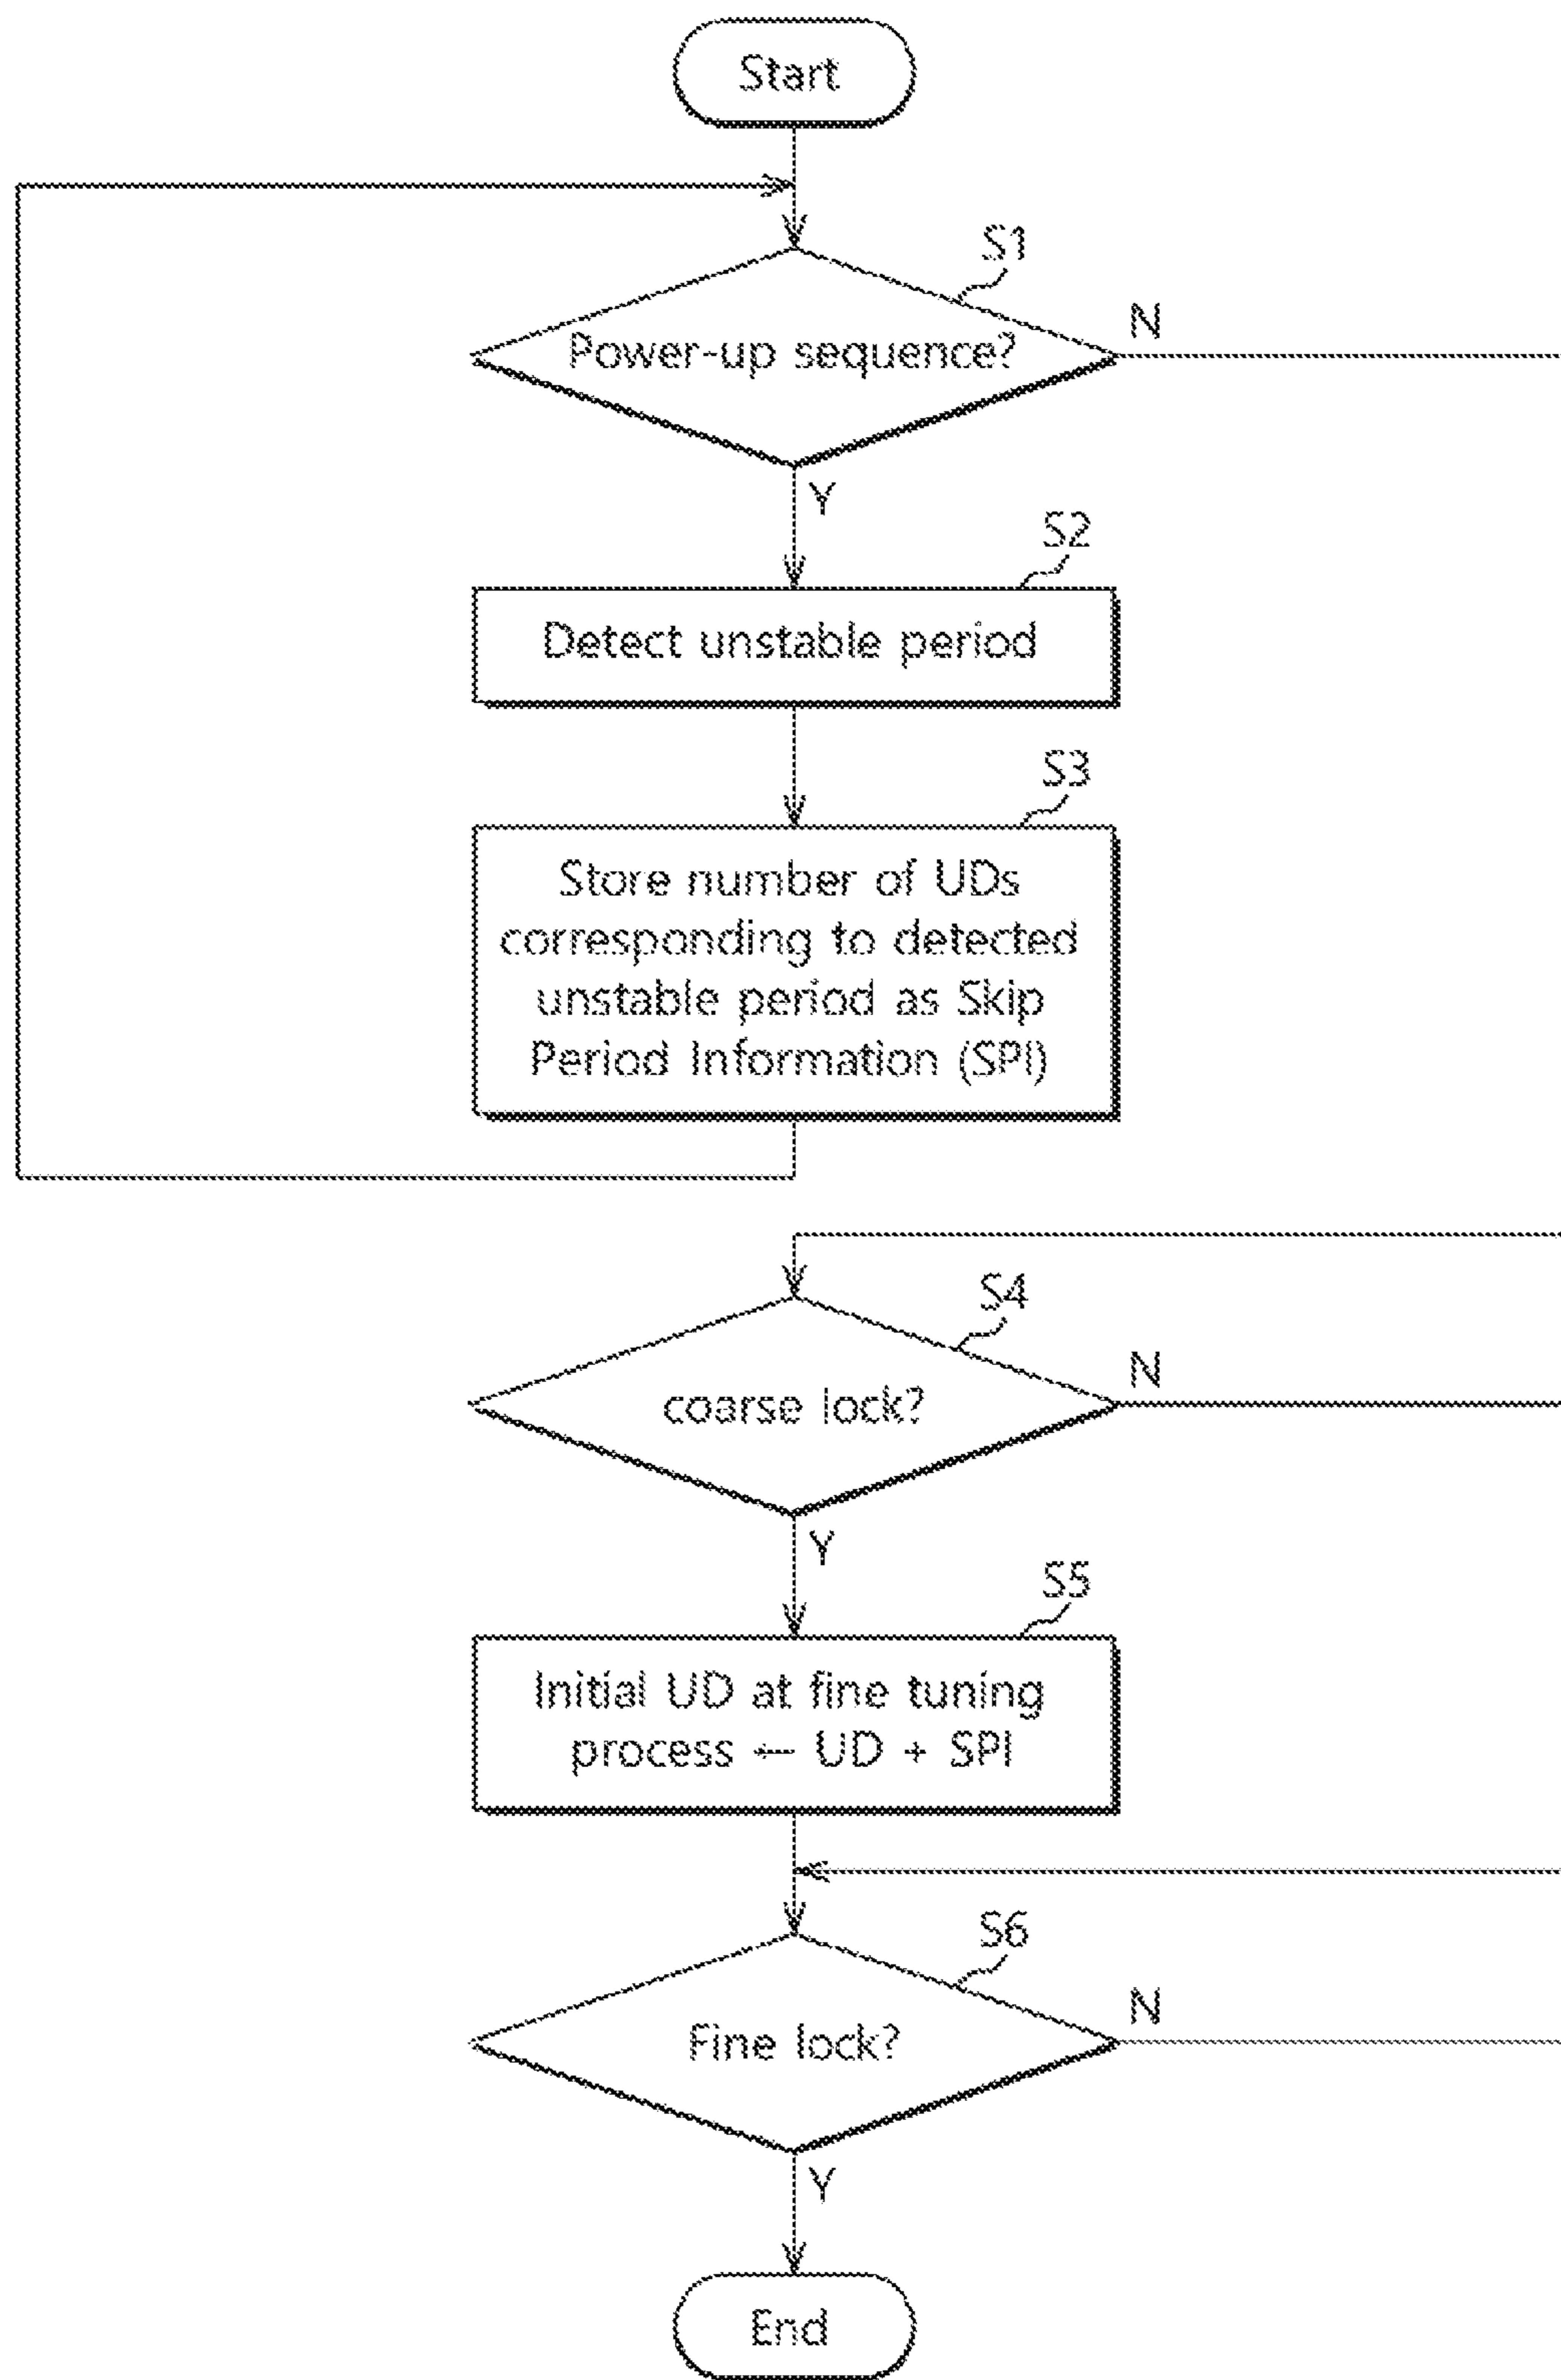 Start
S1
Power-up sequence?
N
Y
S2
Detect unstable period
S3
Store number of UDs
corresponding to detected
unstable period as Skip
Period Information (SPI)
S4
coarse lock?
N
Y
S5
Initial UD at fine tuning
process ← UD + SPI
S6
Fine lock?
N
Y
End